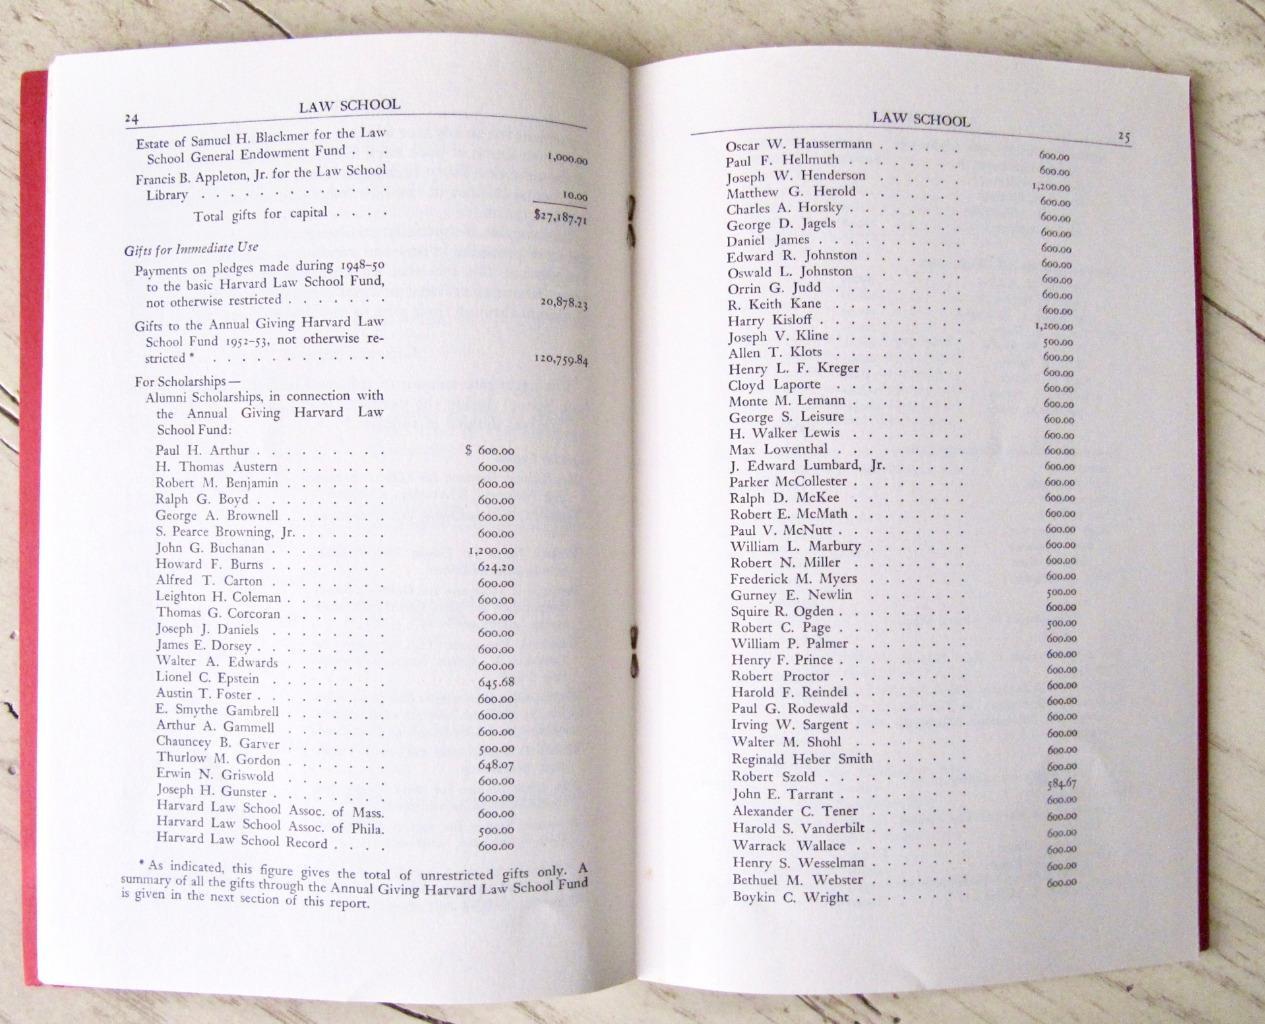 24 LAW SCHOOL
Estate of Samuel H. Blackmer for the Law
School General Endowment Fund . . . 1,000.00
Francis B. Appleton, Jr. for the Law School
Library . . . . . . . . . . 10.00
Total gifts for capital . . . . $27,187.71
Gifts for Immediate Use
Payments on pledges made during 1948–50
to the basic Harvard Law School Fund,
not otherwise restricted . . . . . . . 20,878.23
Gifts to the Annual Giving Harvard Law
School Fund 1952–53, not otherwise re-
stricted * . . . . . . . . . . . 120,759.84
For Scholarships —
Alumni Scholarships, in connection with
the Annual Giving Harvard Law
School Fund:
Paul H. Arthur . . . . . . . . . $ 600.00
H. Thomas Austern . . . . . . . 600.00
Robert M. Benjamin . . . . . . . 600.00
Ralph G. Boyd . . . . . . . . . 600.00
George A. Brownell . . . . . . . 600.00
S. Pearce Browning, Jr. . . . . . . 600.00
John G. Buchanan . . . . . . . . 1,200.00
Howard F. Burns . . . . . . . . 624.20
Alfred T. Carton . . . . . . . . 600.00
Leighton H. Coleman . . . . . . . 600.00
Thomas G. Corcoran . . . . . . . 600.00
Joseph J. Daniels . . . . . . . . 600.00
James E. Dorsey . . . . . . . . . 600.00
Walter A. Edwards . . . . . . . 600.00
Lionel C. Epstein . . . . . . . . 645.68
Austin T. Foster . . . . . . . . . 600.00
E. Smythe Gambrell . . . . . . . 600.00
Arthur A. Gammell . . . . . . . 600.00
Chauncey B. Garver . . . . . . . 500.00
Thurlow M. Gordon . . . . . . . 648.07
Erwin N. Griswold . . . . . . . 600.00
Joseph H. Gunster . . . . . . . . 600.00
Harvard Law School Assoc. of Mass. 600.00
Harvard Law School Assoc. of Phila. 500.00
Harvard Law School Record . . . . 600.00
* As indicated, this figure gives the total of unrestricted gifts only. A
summary of all the gifts through the Annual Giving Harvard Law School Fund
is given in the next section of this report.
LAW SCHOOL 25
Oscar W. Haussermann . . . . . . 600.00
Paul F. Hellmuth . . . . . . . . 600.00
Joseph W. Henderson . . . . . . 1,200.00
Matthew G. Herold . . . . . . . 600.00
Charles A. Horsky . . . . . . . . 600.00
George D. Jagels . . . . . . . . 600.00
Daniel James . . . . . . . . . . 600.00
Edward R. Johnston . . . . . . . 600.00
Oswald L. Johnston . . . . . . . 600.00
Orrin G. Judd . . . . . . . . . 600.00
R. Keith Kane . . . . . . . . . 600.00
Harry Kisloff . . . . . . . . . . 1,200.00
Joseph V. Kline . . . . . . . . . 500.00
Allen T. Klots . . . . . . . . . 600.00
Henry L. F. Kreger . . . . . . . 600.00
Cloyd Laporte . . . . . . . . . 600.00
Monte M. Lemann . . . . . . . . 600.00
George S. Leisure . . . . . . . . 600.00
H. Walker Lewis . . . . . . . . 600.00
Max Lowenthal . . . . . . . . . 600.00
J. Edward Lumbard, Jr. . . . . . 600.00
Parker McCollester . . . . . . . . 600.00
Ralph D. McKee . . . . . . . . 600.00
Robert E. McMath . . . . . . . . 600.00
Paul V. McNutt . . . . . . . . . 600.00
William L. Marbury . . . . . . . 600.00
Robert N. Miller . . . . . . . . 600.00
Frederick M. Myers . . . . . . . 600.00
Gurney E. Newlin . . . . . . . 500.00
Squire R. Ogden . . . . . . . . . 600.00
Robert C. Page . . . . . . . . . 500.00
William P. Palmer . . . . . . . . 600.00
Henry F. Prince . . . . . . . . . 600.00
Robert Proctor . . . . . . . . . 600.00
Harold F. Reindel . . . . . . . . 600.00
Paul G. Rodewald . . . . . . . . 600.00
Irving W. Sargent . . . . . . . . 600.00
Walter M. Shohl . . . . . . . . 600.00
Reginald Heber Smith . . . . . . 600.00
Robert Szold . . . . . . . . . . 600.00
John E. Tarrant . . . . . . . . . 584.67
Alexander C. Tener . . . . . . . 600.00
Harold S. Vanderbilt . . . . . . . 600.00
Warrack Wallace . . . . . . . . 600.00
Henry S. Wesselman . . . . . . . 600.00
Bethuel M. Webster . . . . . . . 600.00
Boykin C. Wright . . . . . . . . 600.00